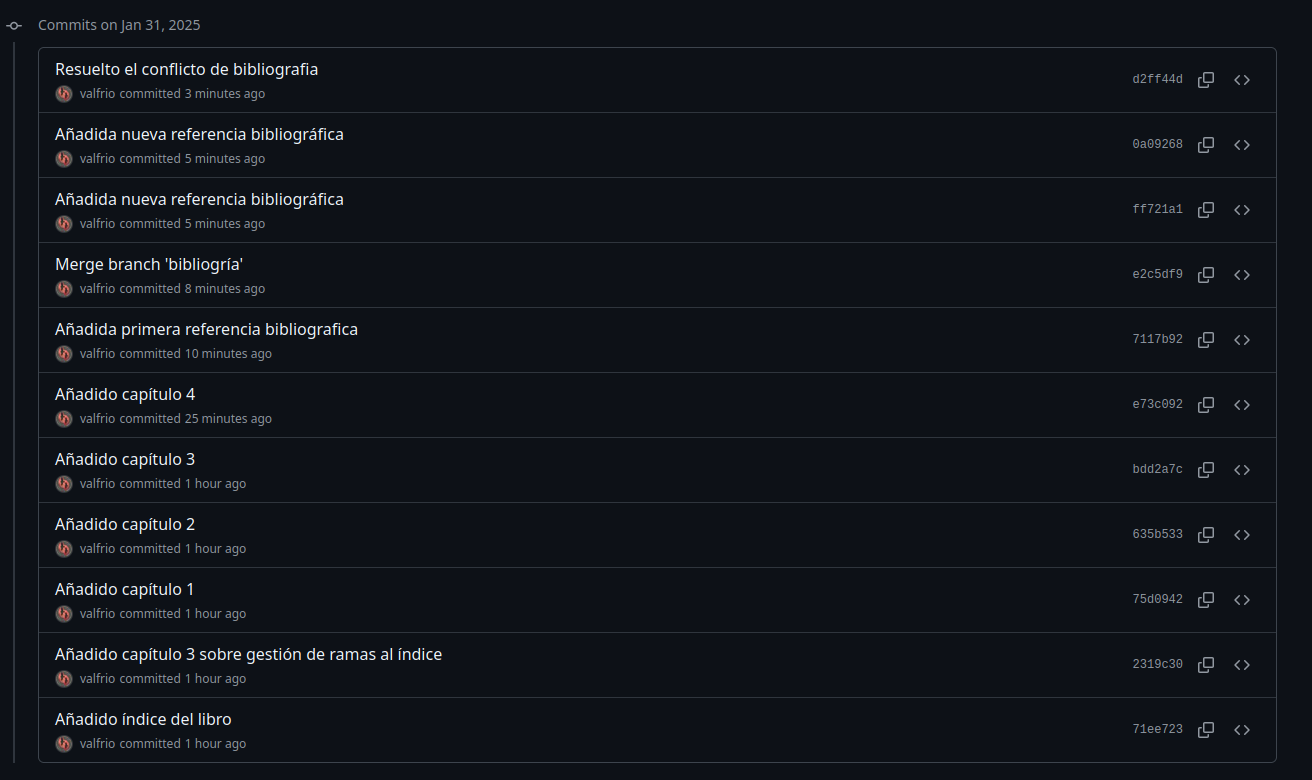 Commits on Jan 31, 2025
Resuelto el conflicto de bibliografia
valfrio committed 3 minutes ago
d2ff44d
Añadida nueva referencia bibliográfica
valfrio committed 5 minutes ago
0a09268
Añadida nueva referencia bibliográfica
valfrio committed 5 minutes ago
ff721a1
Merge branch 'bibliogría'
valfrio committed 8 minutes ago
e2c5df9
Añadida primera referencia bibliografica
valfrio committed 10 minutes ago
7117b92
Añadido capítulo 4
valfrio committed 25 minutes ago
e73c092
Añadido capítulo 3
valfrio committed 1 hour ago
bdd2a7c
Añadido capítulo 2
valfrio committed 1 hour ago
635b533
Añadido capítulo 1
valfrio committed 1 hour ago
75d0942
Añadido capítulo 3 sobre gestión de ramas al índice
valfrio committed 1 hour ago
2319c30
Añadido índice del libro
valfrio committed 1 hour ago
71ee723